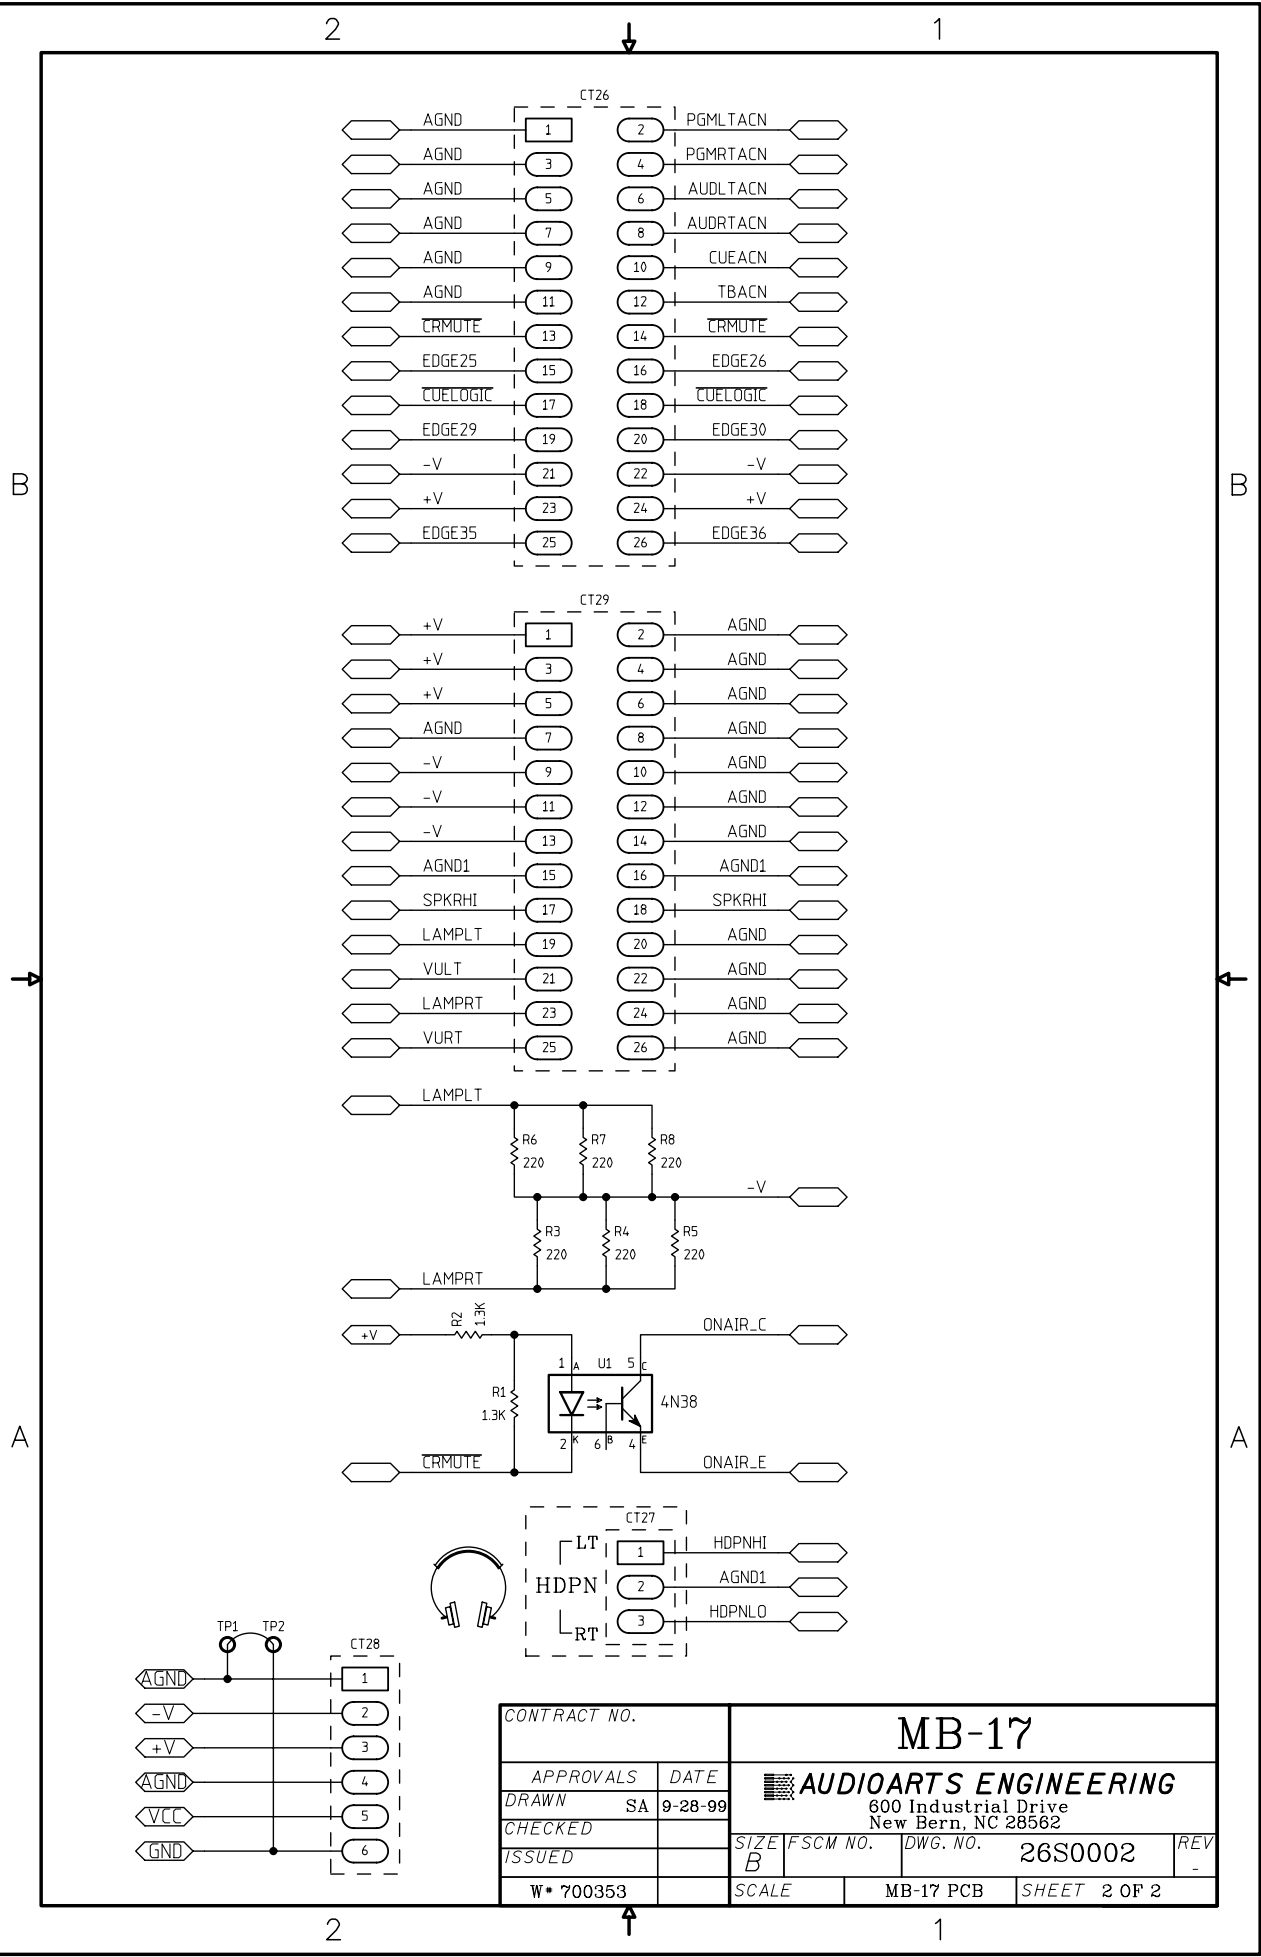 2 1
CT26
AGND 1 2 PGMLTACN
AGND 3 4 PGMRTACN
AGND 5 6 AUDLTACN
AGND 7 8 AUDRTACN
AGND 9 10 CUEACN
AGND 11 12 TBACN
CRMUTE 13 14 CRMUTE
EDGE25 15 16 EDGE26
CUELOGIC 17 18 CUELOGIC
EDGE29 19 20 EDGE30
-V 21 22 -V
B B
+V 23 24 +V
EDGE35 25 26 EDGE36
CT29
+V 1 2 AGND
+V 3 4 AGND
+V 5 6 AGND
AGND 7 8 AGND
-V 9 10 AGND
-V 11 12 AGND
-V 13 14 AGND
AGND1 15 16 AGND1
SPKRHI 17 18 SPKRHI
LAMPLT 19 20 AGND
VULT 21 22 AGND
LAMPRT 23 24 AGND
VURT 25 26 AGND
LAMPLT
R6 R7 R8
220 220 220
-V
R3 R4 R5
220 220 220
LAMPRT
R2 1.3K
+V ONAIR_C
1 A U1 5 C
R1
1.3K
4N38
A A
2 K 6 B 4 E
CRMUTE ONAIR_E
CT27
LT 1 HDPNHI
HDPN 2 AGND1
RT 3 HDPNLO
TP1 TP2
CT28
AGND 1
-V 2
+V 3
AGND 4
VCC 5
GND 6
CONTRACT NO.
MB-17
APPROVALS DATE
DRAWN SA 9-28-99
CHECKED
ISSUED
W* 700353
AUDIOARTS ENGINEERING
600 Industrial Drive
New Bern, NC 28562
SIZE FSCM NO. DWG. NO. REV
B 26S0002 -
SCALE MB-17 PCB SHEET 2 OF 2
2 1